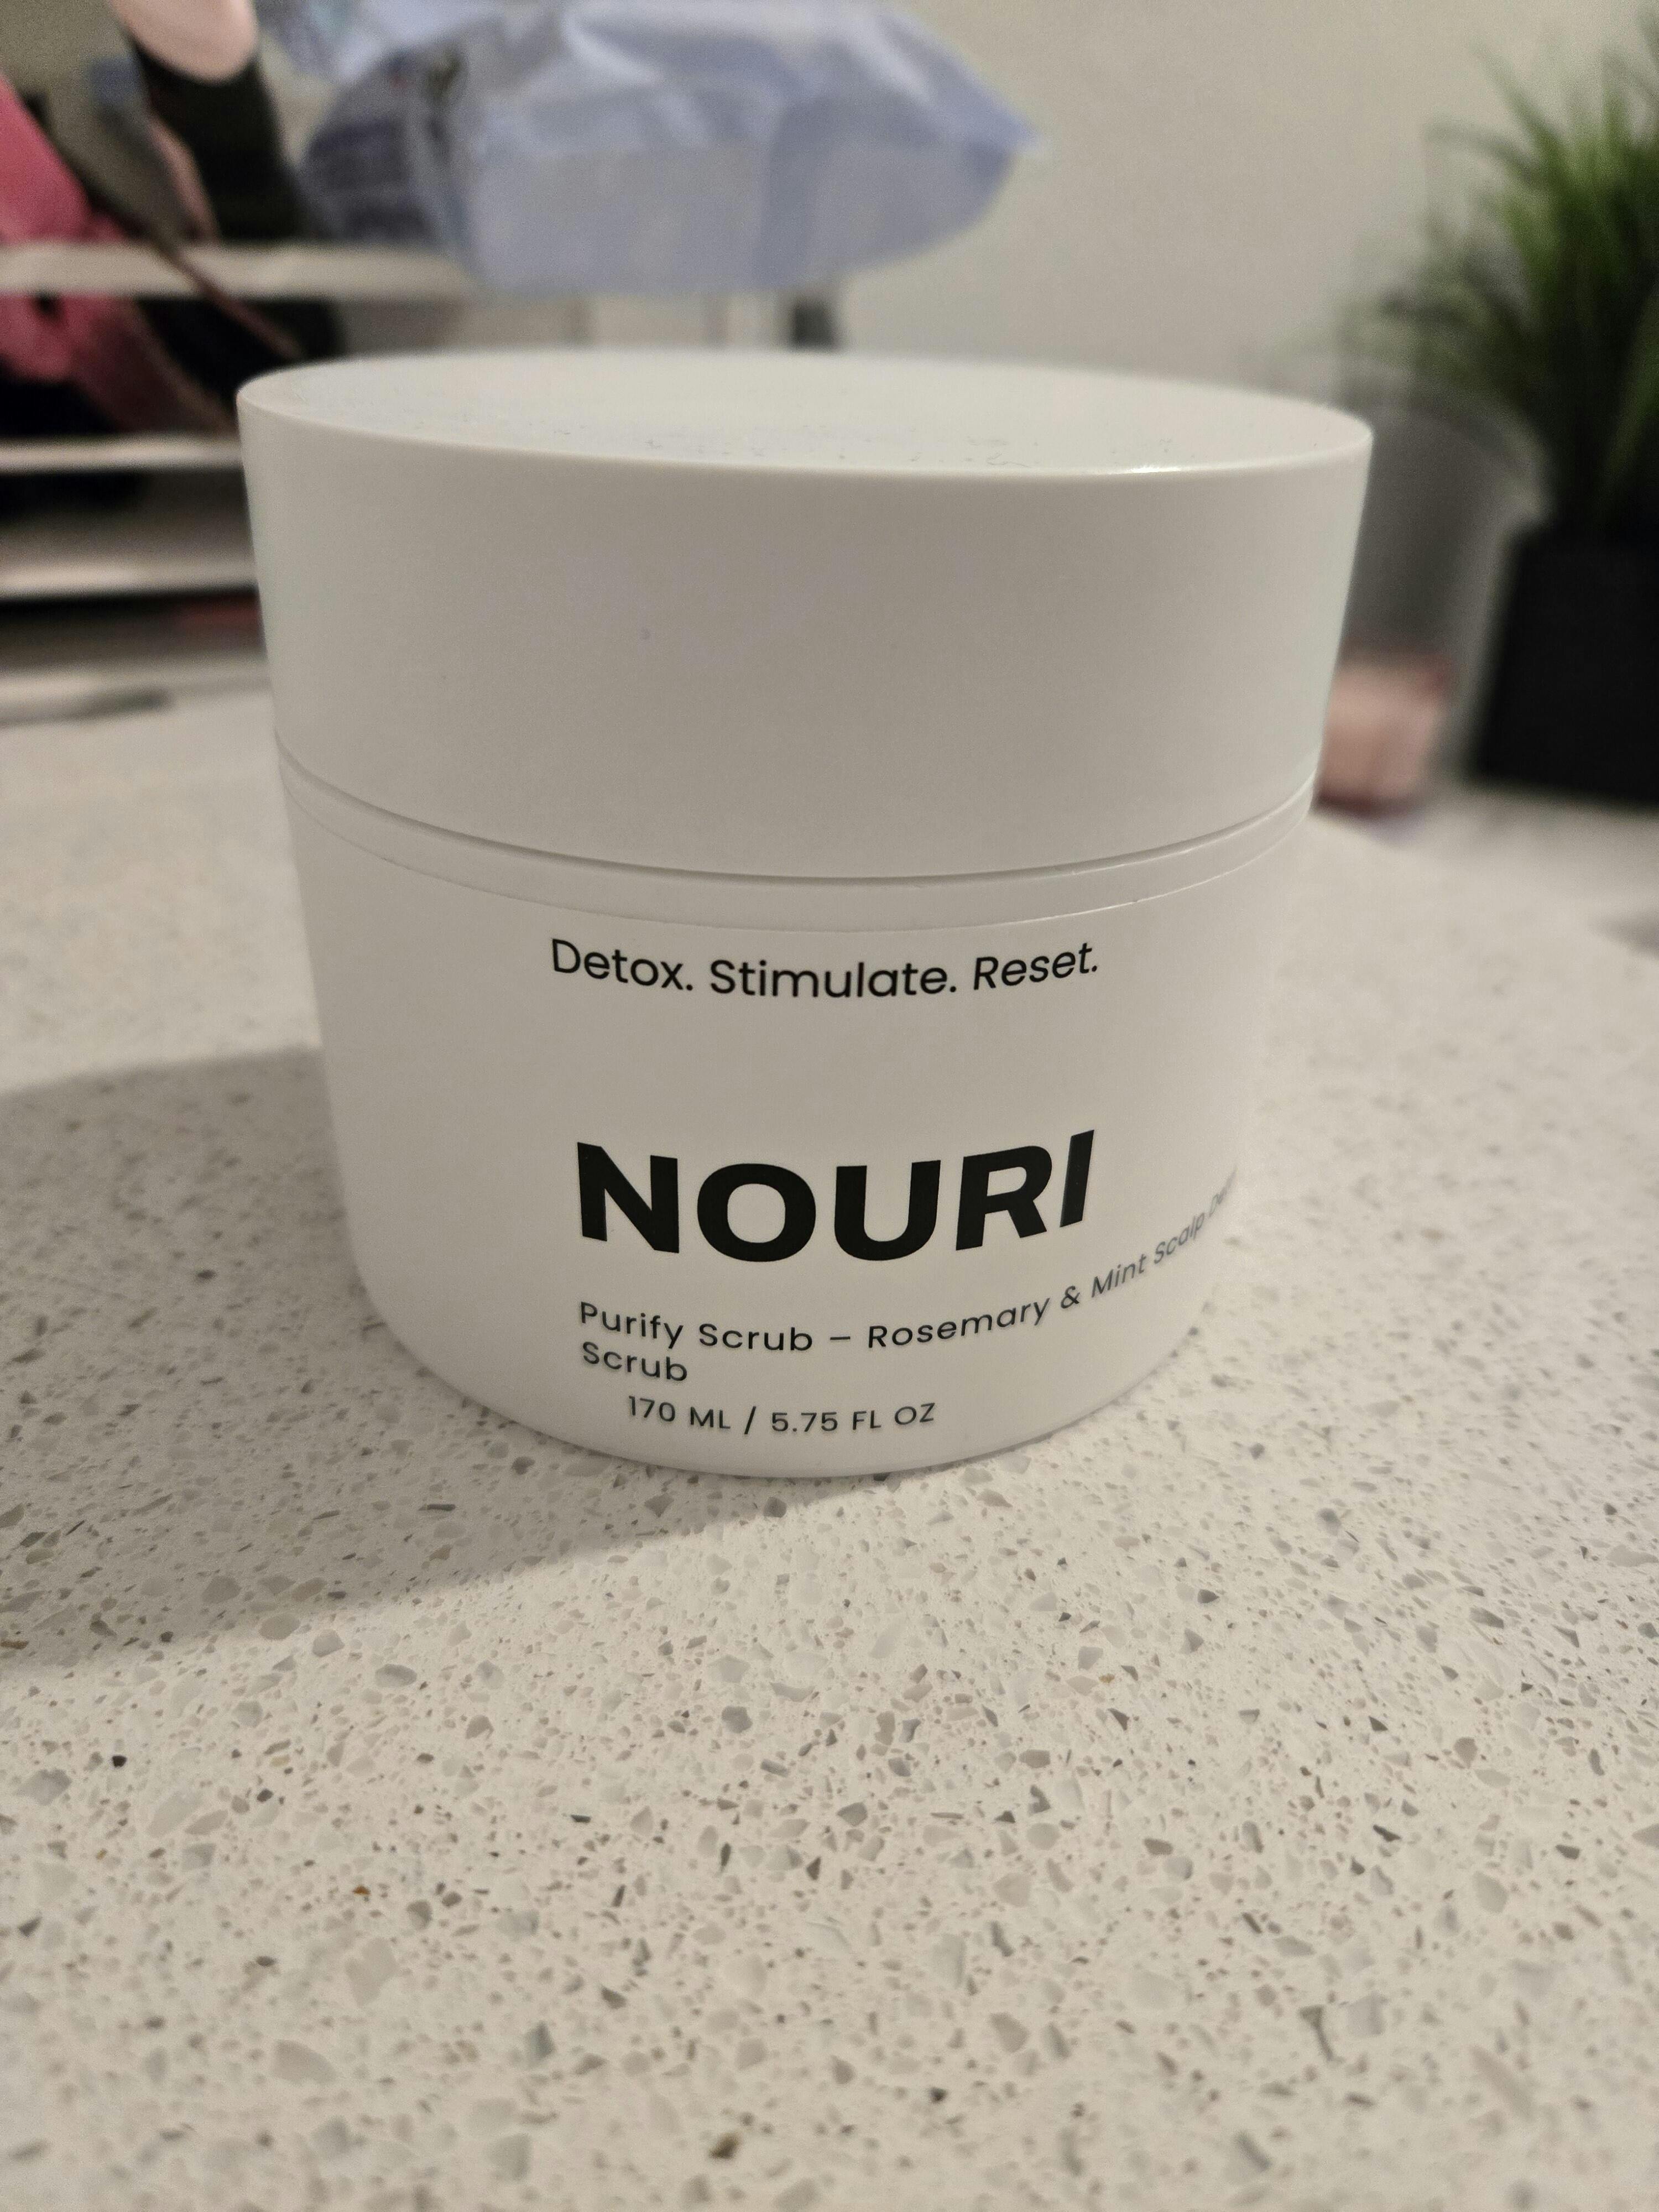 Detox. Stimulate. Reset.
NOURI
Purify Scrub – Rosemary & Mint Scalp
Scrub
170 ML / 5.75 FL OZ